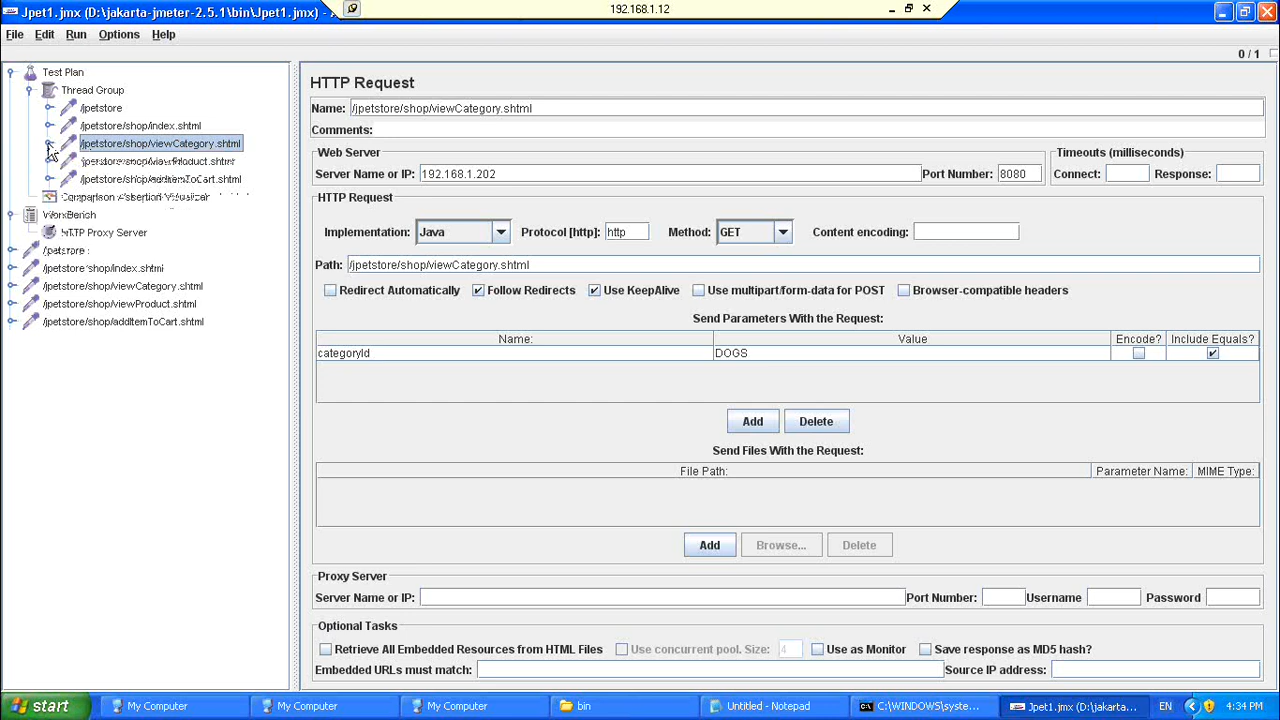 Jpet1.jmx (D:\jakarta-jmeter-2.5.1\bin\Jpet1.jmx) -
192.168.1.12
File Edit Run Options Help
0 / 1
Test Plan
Thread Group
/jpetstore
/jpetstore/shop/index.shtml
/jpetstore/shop/viewCategory.shtml
/jpetstore/shop/viewProduct.shtml
/jpetstore/shop/addItemToCart.shtml
Comparison Assertion Visualizer
WorkBench
HTTP Proxy Server
/jpetstore
/jpetstore/shop/index.shtml
/jpetstore/shop/viewCategory.shtml
/jpetstore/shop/viewProduct.shtml
/jpetstore/shop/addItemToCart.shtml
HTTP Request
Name: /jpetstore/shop/viewCategory.shtml
Comments:
Web Server
Server Name or IP: 192.168.1.202 Port Number: 8080
Timeouts (milliseconds)
Connect: Response:
HTTP Request
Implementation: Java Protocol [http]: http Method: GET Content encoding:
Path: /jpetstore/shop/viewCategory.shtml
Redirect Automatically Follow Redirects Use KeepAlive Use multipart/form-data for POST Browser-compatible headers
Send Parameters With the Request:
Name: Value Encode? Include Equals?
categoryId DOGS
Add Delete
Send Files With the Request:
File Path: Parameter Name: MIME Type:
Add Browse... Delete
Proxy Server
Server Name or IP: Port Number: Username Password
Optional Tasks
Retrieve All Embedded Resources from HTML Files Use concurrent pool. Size: 4 Use as Monitor Save response as MD5 hash?
Embedded URLs must match: Source IP address:
start My Computer My Computer My Computer bin Untitled - Notepad C:\WINDOWS\syste... Jpet1.jmx (D:\jakarta... EN 4:34 PM